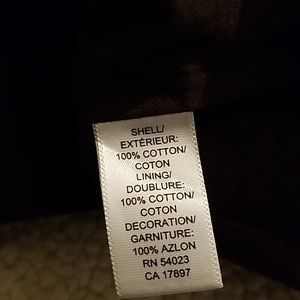 SHELL/
EXTÉRIEUR:
100% COTTON/
COTON
LINING/
DOUBLURE:
100% COTTON/
COTON
DECORATION/
GARNITURE:
100% AZLON
RN 54023
CA 17897